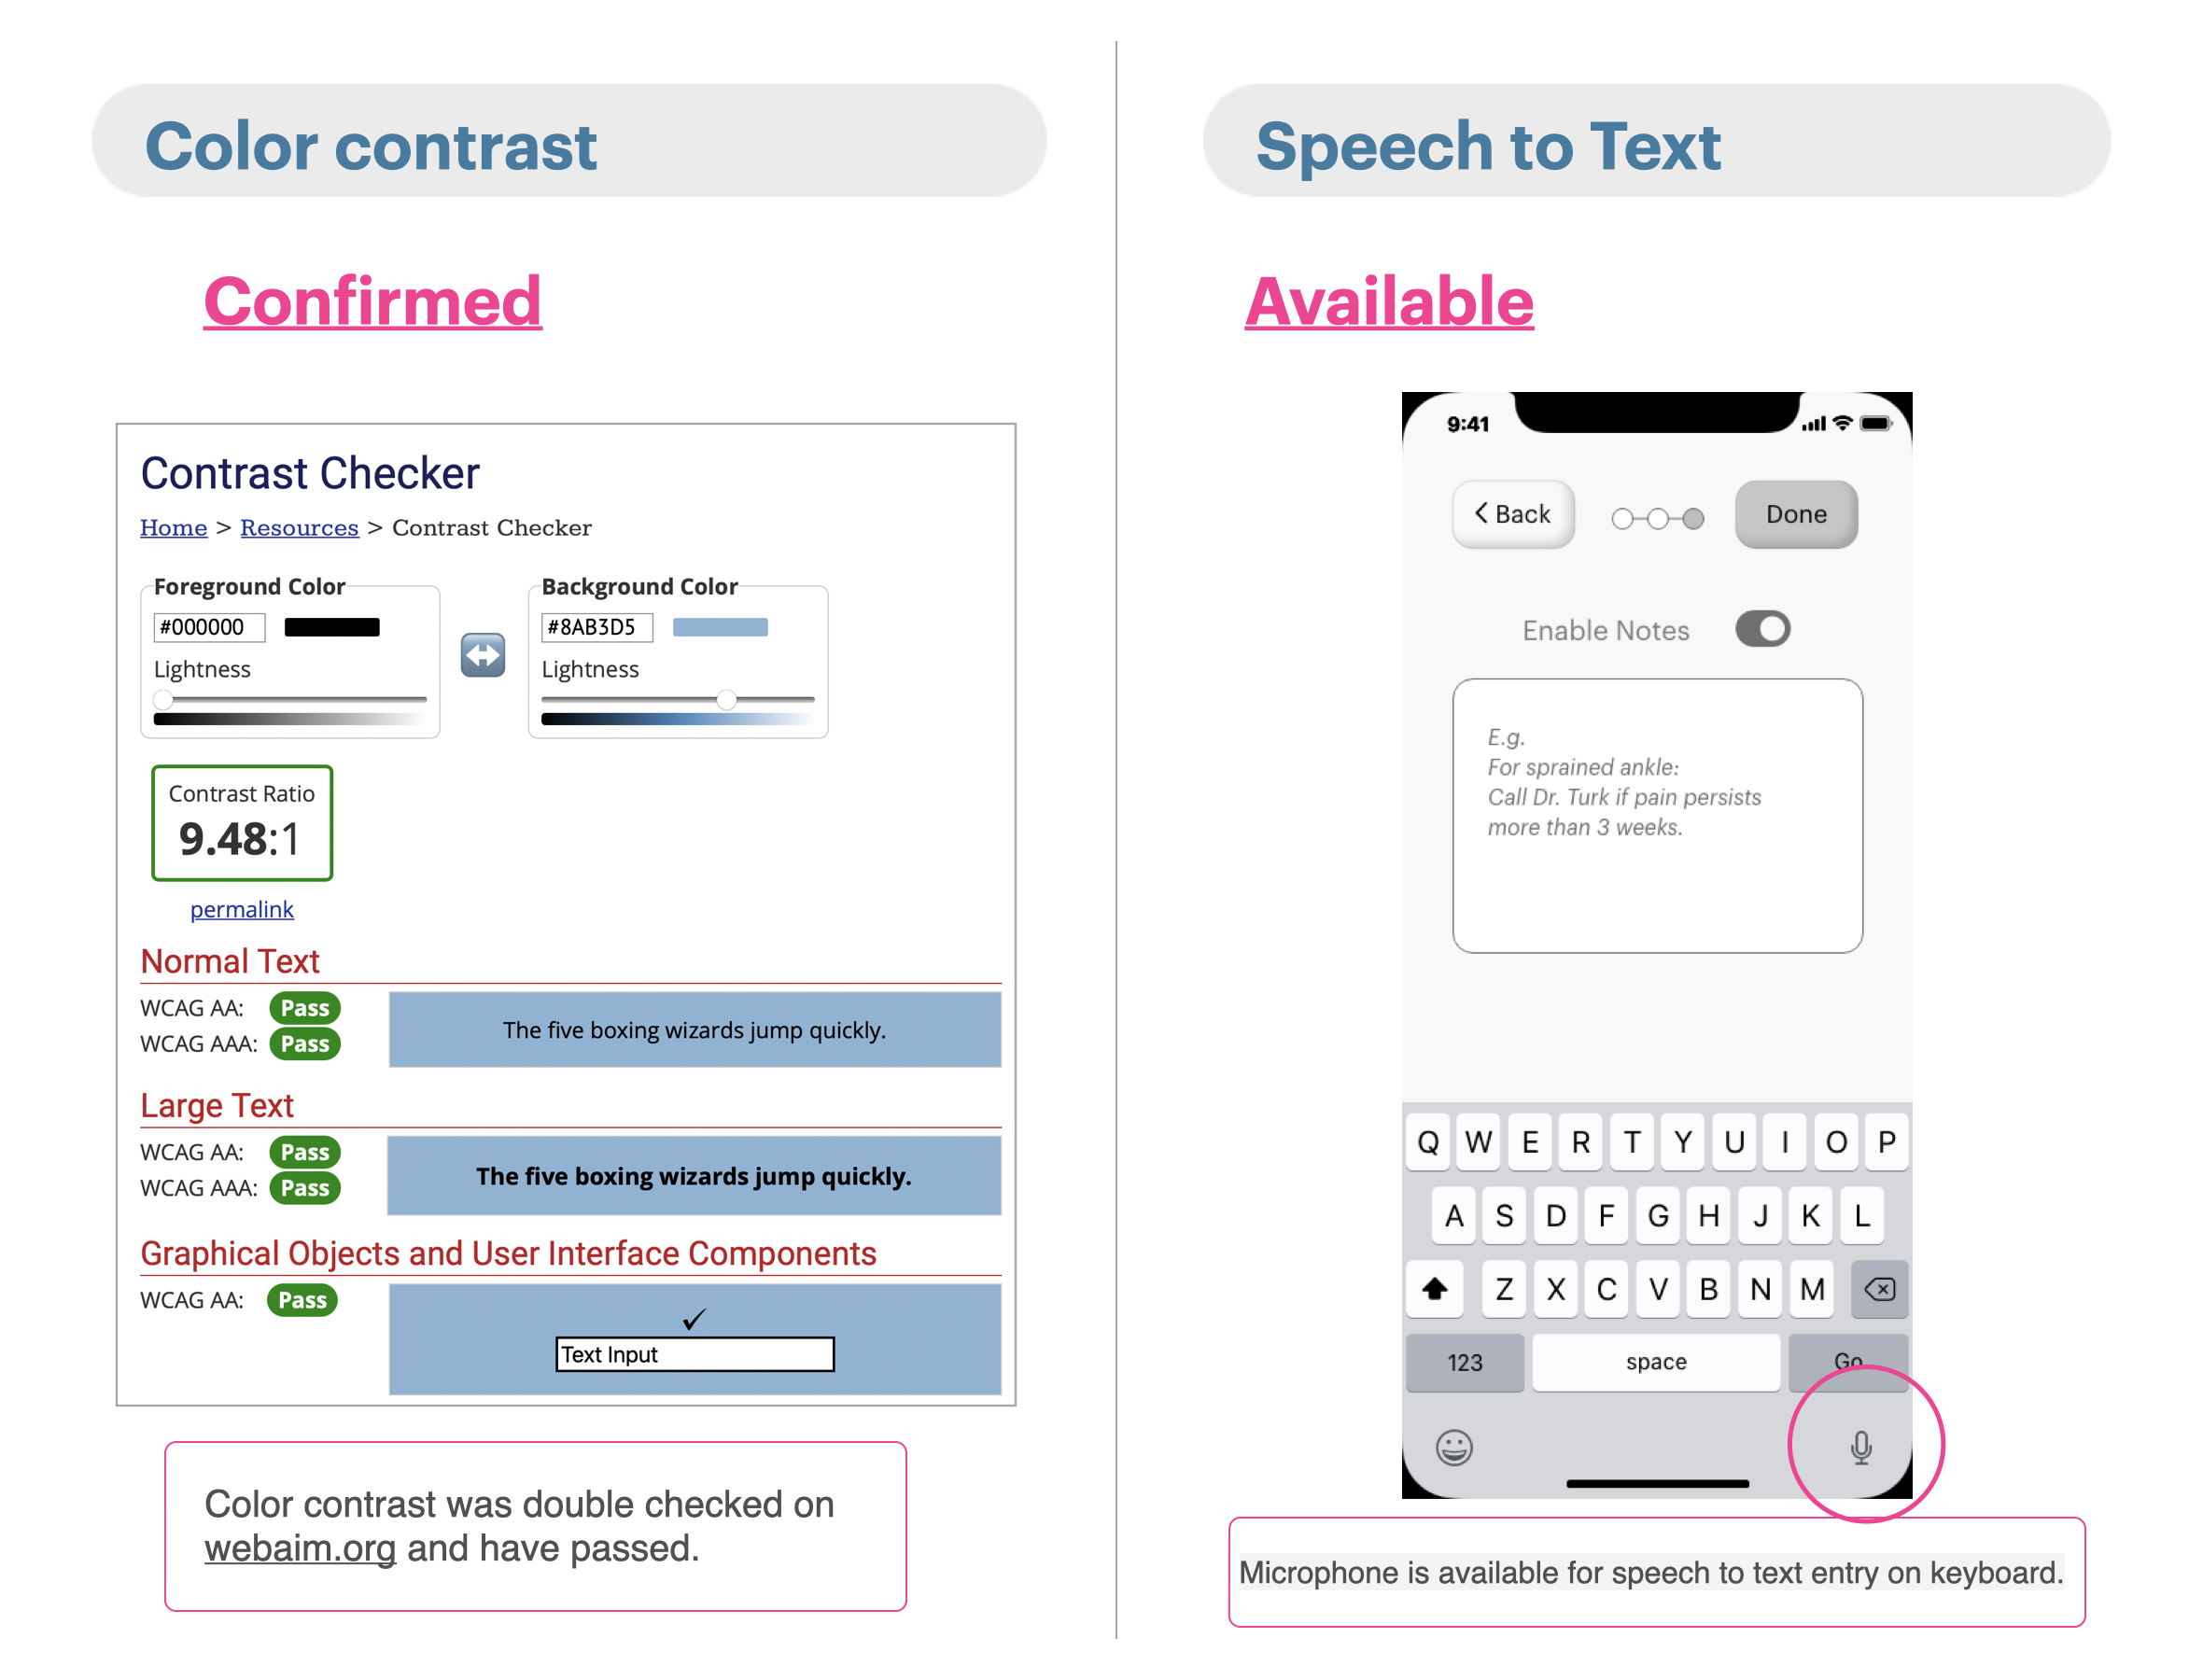 Color contrast
Confirmed
Contrast Checker
Home > Resources > Contrast Checker
Foreground Color
#000000
Lightness
Background Color
#8AB3D5
Lightness
Contrast Ratio
9.48:1
permalink
Normal Text
WCAG AA: Pass
WCAG AAA: Pass
The five boxing wizards jump quickly.
Large Text
WCAG AA: Pass
WCAG AAA: Pass
The five boxing wizards jump quickly.
Graphical Objects and User Interface Components
WCAG AA: Pass
Text Input
Color contrast was double checked on
webaim.org and have passed.
Speech to Text
Available
9:41
Back
Done
Enable Notes
E.g.
For sprained ankle:
Call Dr. Turk if pain persists
more than 3 weeks.
Q W E R T Y U I O P
A S D F G H J K L
Z X C V B N M
123 space Go
Microphone is available for speech to text entry on keyboard.